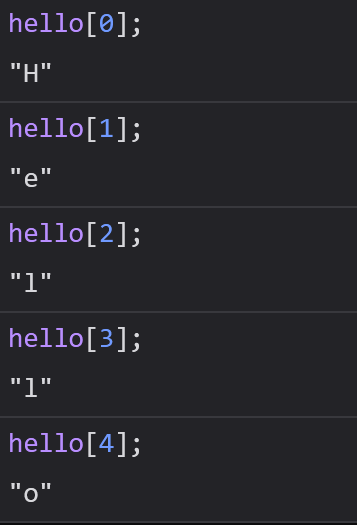 hello[0];
"H"
hello[1];
"e"
hello[2];
"l"
hello[3];
"l"
hello[4];
"o"